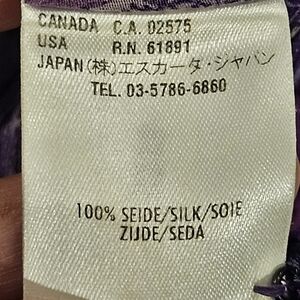 CANADA C.A. 02575
USA R.N. 61891
JAPAN (株)エスカーダ・ジャパン
TEL. 03-5786-6860
100% SEIDE/SILK/SOIE
ZIJDE/SEDA